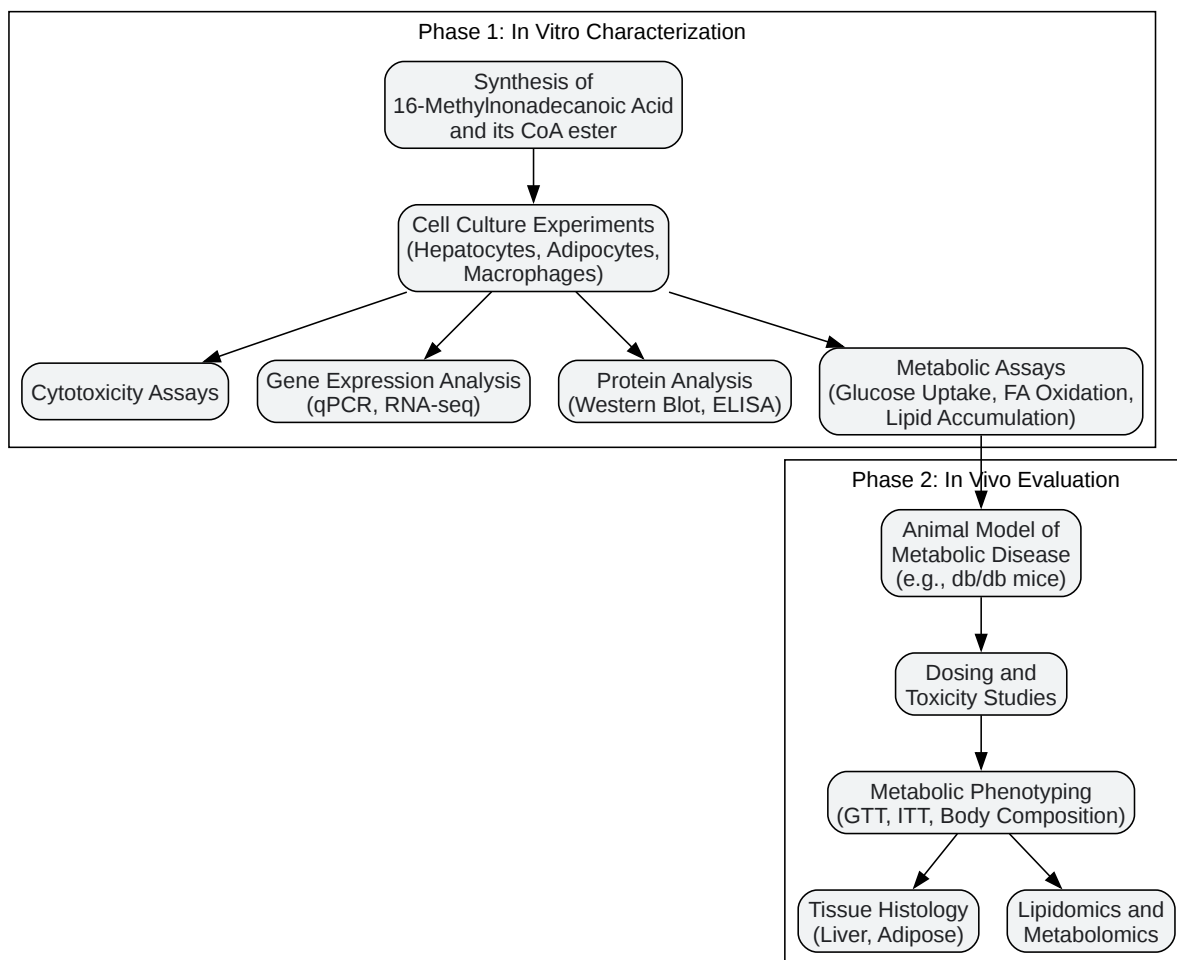 Phase 1: In Vitro Characterization
Synthesis of
16-Methylnonadecanoic Acid
and its CoA ester
Cell Culture Experiments
(Hepatocytes, Adipocytes,
Macrophages)
Cytotoxicity Assays
Gene Expression Analysis
(qPCR, RNA-seq)
Protein Analysis
(Western Blot, ELISA)
Metabolic Assays
(Glucose Uptake, FA Oxidation,
Lipid Accumulation)
Phase 2: In Vivo Evaluation
Animal Model of
Metabolic Disease
(e.g., db/db mice)
Dosing and
Toxicity Studies
Metabolic Phenotyping
(GTT, ITT, Body Composition)
Tissue Histology
(Liver, Adipose)
Lipidomics and
Metabolomics